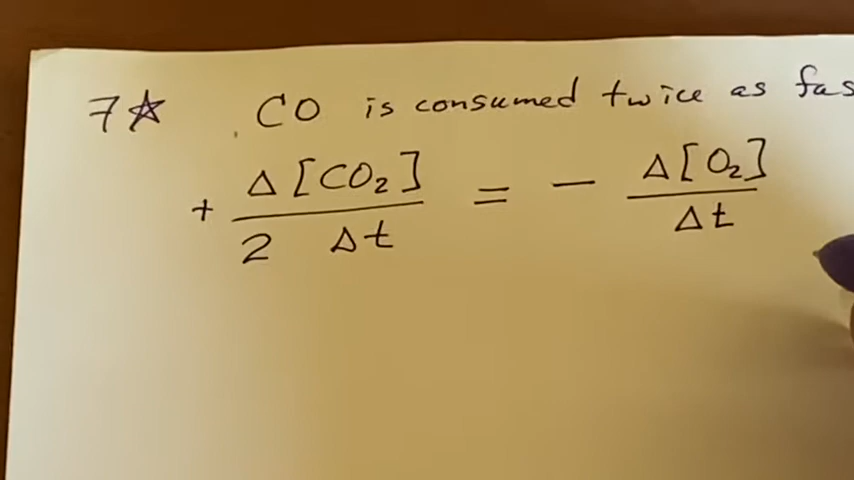 7☆ CO is consumed twice as fas
+ Δ[CO₂] / 2 Δt = - Δ[O₂] / Δt